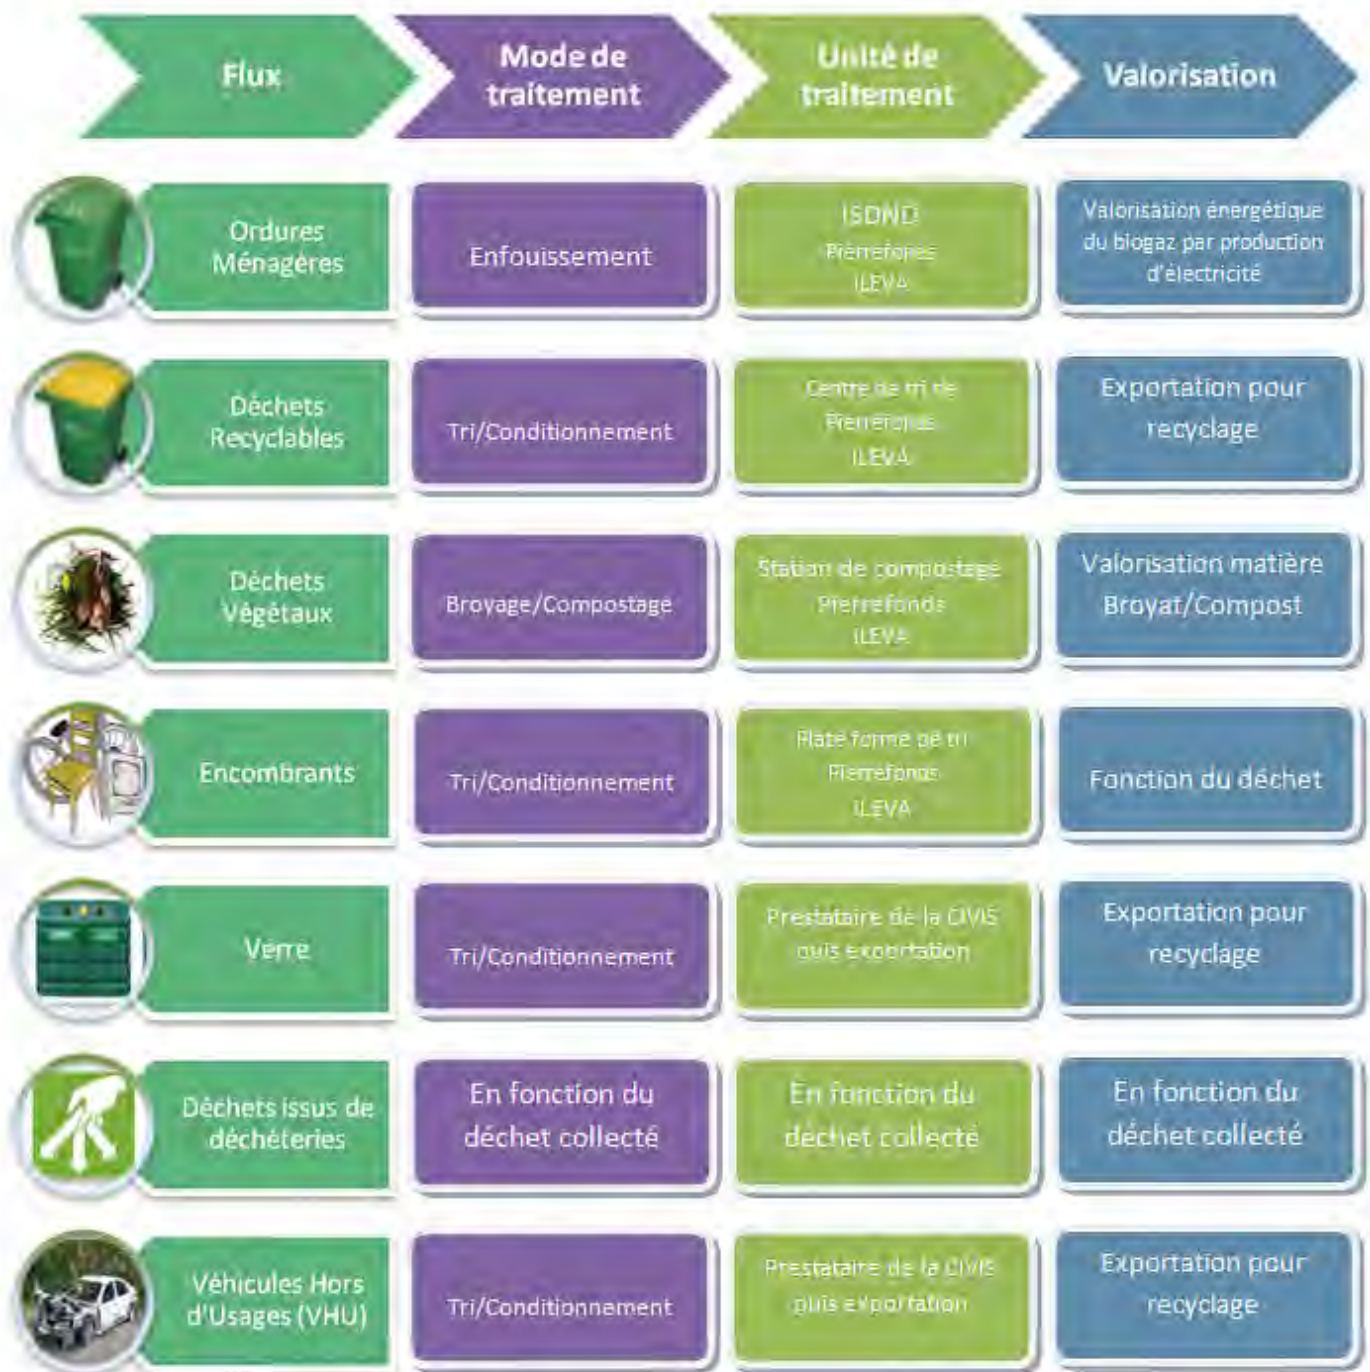 Flux
Mode de
traitement
Unité de
traitement
Valorisation
Ordures
Ménagères
Enfouissement
ISDND
Pierrefonds
ILEVA
Valorisation énergétique
du biogaz par production
d'électricité
Déchets
Recyclables
Tri/Conditionnement
Centre de tri de
Pierrefonds
ILEVA
Exportation pour
recyclage
Déchets
Végétaux
Broyage/Compostage
Station de compostage
Pierrefonds
ILEVA
Valorisation matière
Broyat/Compost
Encombrants
Tri/Conditionnement
Plate forme de tri
Pierrefonds
ILEVA
Fonction du déchet
Verre
Tri/Conditionnement
Prestataire de la CIVIS
puis exportation
Exportation pour
recyclage
Déchets issus de
déchèteries
En fonction du
déchet collecté
En fonction du
déchet collecté
En fonction du
déchet collecté
Véhicules Hors
d'Usages (VHU)
Tri/Conditionnement
Prestataire de la CIVIS
puis exportation
Exportation pour
recyclage